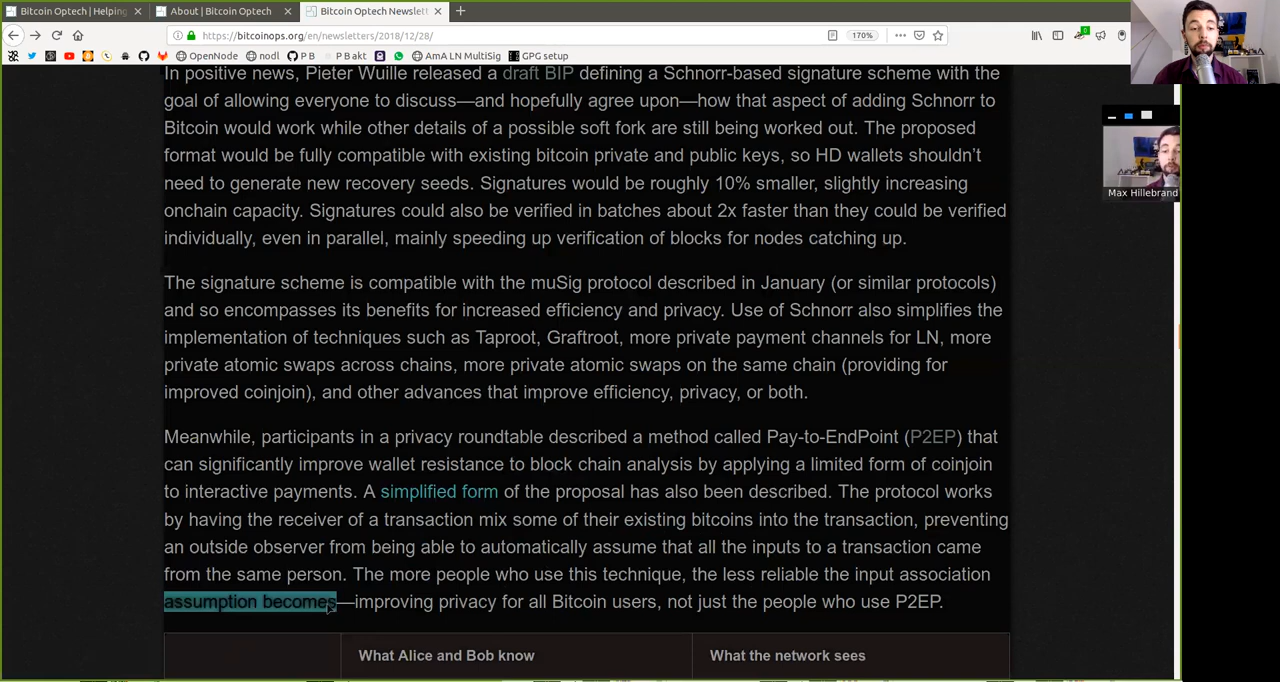 Bitcoin Optech | Helping
About | Bitcoin Optech
Bitcoin Optech Newslett
https://bitcoinops.org/en/newsletters/2018/12/28/
170%
OpenNode
nodl
P B
P B akt
AmA LN MultiSig
GPG setup
Max Hillebrand
In positive news, Pieter Wuille released a draft BIP defining a Schnorr-based signature scheme with the
goal of allowing everyone to discuss—and hopefully agree upon—how that aspect of adding Schnorr to
Bitcoin would work while other details of a possible soft fork are still being worked out. The proposed
format would be fully compatible with existing bitcoin private and public keys, so HD wallets shouldn't
need to generate new recovery seeds. Signatures would be roughly 10% smaller, slightly increasing
onchain capacity. Signatures could also be verified in batches about 2x faster than they could be verified
individually, even in parallel, mainly speeding up verification of blocks for nodes catching up.
The signature scheme is compatible with the muSig protocol described in January (or similar protocols)
and so encompasses its benefits for increased efficiency and privacy. Use of Schnorr also simplifies the
implementation of techniques such as Taproot, Graftroot, more private payment channels for LN, more
private atomic swaps across chains, more private atomic swaps on the same chain (providing for
improved coinjoin), and other advances that improve efficiency, privacy, or both.
Meanwhile, participants in a privacy roundtable described a method called Pay-to-EndPoint (P2EP) that
can significantly improve wallet resistance to block chain analysis by applying a limited form of coinjoin
to interactive payments. A simplified form of the proposal has also been described. The protocol works
by having the receiver of a transaction mix some of their existing bitcoins into the transaction, preventing
an outside observer from being able to automatically assume that all the inputs to a transaction came
from the same person. The more people who use this technique, the less reliable the input association
assumption becomes—improving privacy for all Bitcoin users, not just the people who use P2EP.
What Alice and Bob know
What the network sees